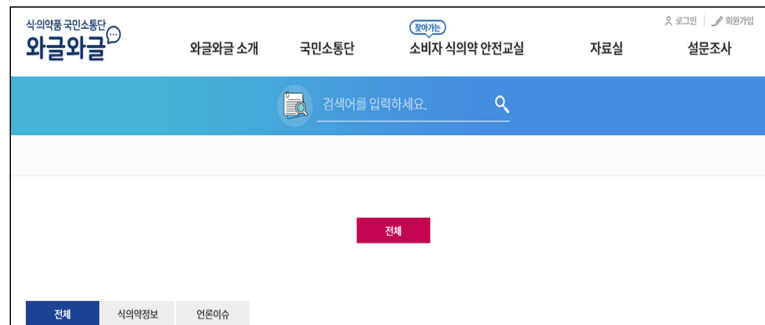 식·의약품 국민소통단
와글와글
로그인 회원가입
와글와글 소개 국민소통단 찾아가는 소비자 식의약 안전교실 자료실 설문조사
검색어를 입력하세요.
전체
전체 식의약정보 언론이슈